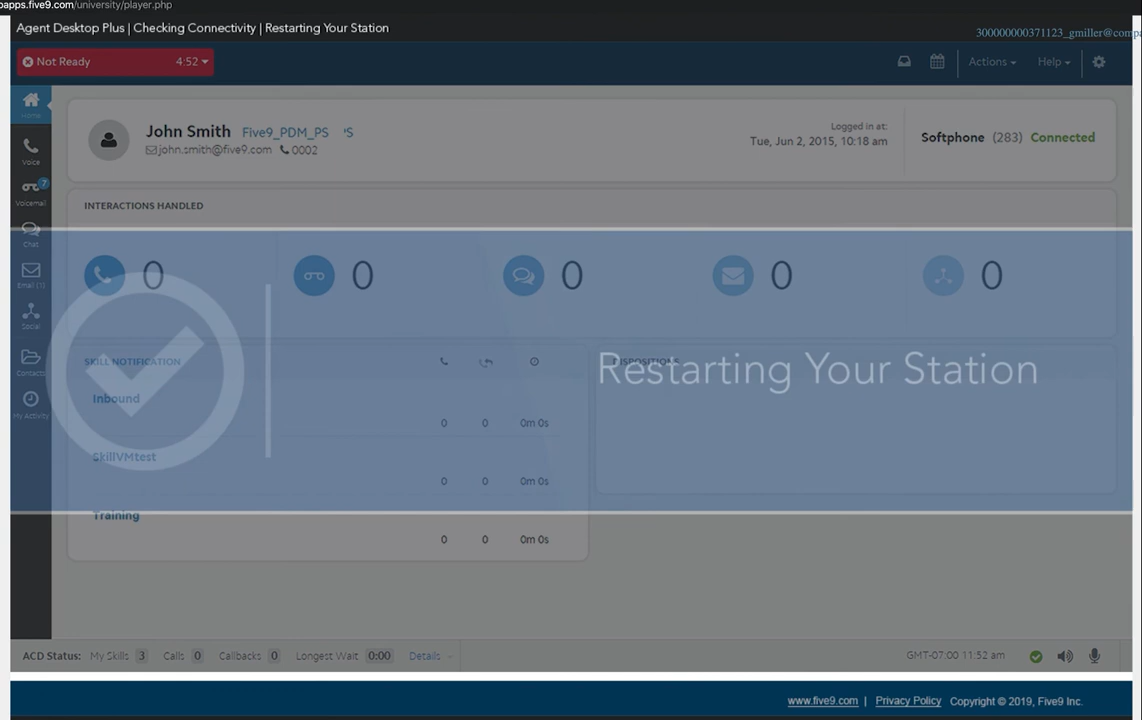 oapps.five9.com/university/player.php
Agent Desktop Plus | Checking Connectivity | Restarting Your Station
300000000371123_gmiller@compa
Not Ready 4:52
Actions Help
Home
John Smith Five9_PDM_PS 'S
john.smith@five9.com 0002
Logged in at:
Tue, Jun 2, 2015, 10:18 am
Softphone (283) Connected
Voice
7
Voicemail
INTERACTIONS HANDLED
Chat
0 0 0 0 0
Email (1)
Social
SKILL NOTIFICATION
DISPOSITIONS
Restarting Your Station
Contacts
Inbound
My Activity
0 0 0m 0s
SkillVMtest
0 0 0m 0s
Training
0 0 0m 0s
ACD Status: My Skills 3 Calls 0 Callbacks 0 Longest Wait 0:00 Details
GMT-07:00 11:52 am
www.five9.com | Privacy Policy Copyright © 2019, Five9 Inc.